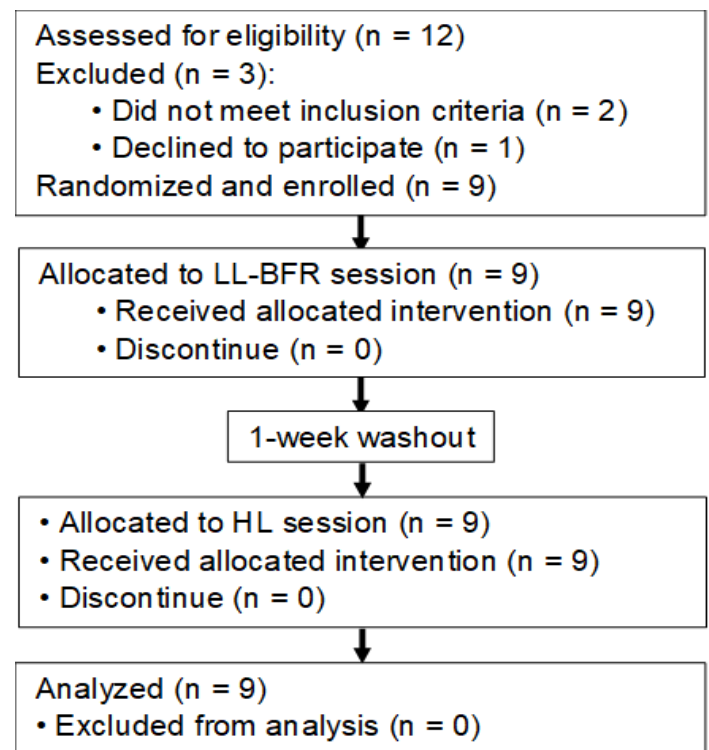 Assessed for eligibility (n = 12)
Excluded (n = 3):
• Did not meet inclusion criteria (n = 2)
• Declined to participate (n = 1)
Randomized and enrolled (n = 9)
Allocated to LL-BFR session (n = 9)
• Received allocated intervention (n = 9)
• Discontinue (n = 0)
1-week washout
• Allocated to HL session (n = 9)
• Received allocated intervention (n = 9)
• Discontinue (n = 0)
Analyzed (n = 9)
• Excluded from analysis (n = 0)